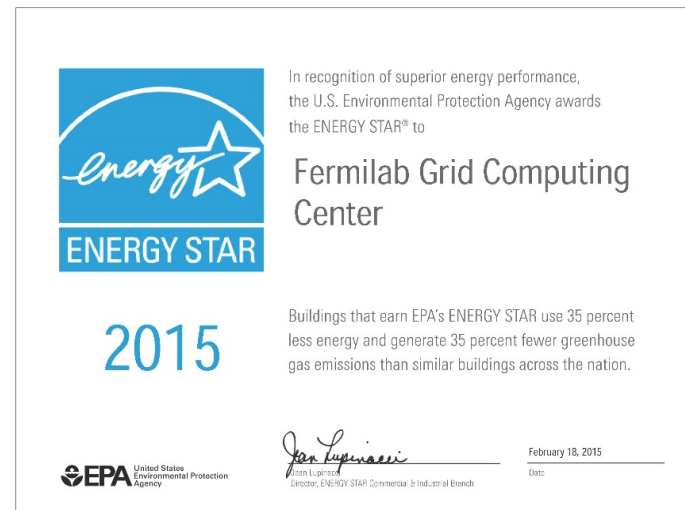 In recognition of superior energy performance,
the U.S. Environmental Protection Agency awards
the ENERGY STAR® to
Fermilab Grid Computing
Center
energy
ENERGY STAR
2015
Buildings that earn EPA's ENERGY STAR use 35 percent
less energy and generate 35 percent fewer greenhouse
gas emissions than similar buildings across the nation.
Jean Lupinacci
Jean Lupinacci
Director, ENERGY STAR Commercial & Industrial Branch
February 18, 2015
Date
EPA
United States
Environmental Protection
Agency